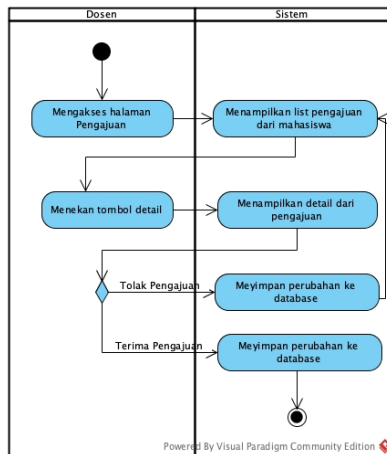 Dosen
Sistem
Mengakses halaman
Pengajuan
Menampilkan list pengajuan
dari mahasiswa
Menekan tombol detail
Menampilkan detail dari
pengajuan
Tolak Pengajuan
Meyimpan perubahan ke
database
Terima Pengajuan
Meyimpan perubahan ke
database
Powered By Visual Paradigm Community Edition